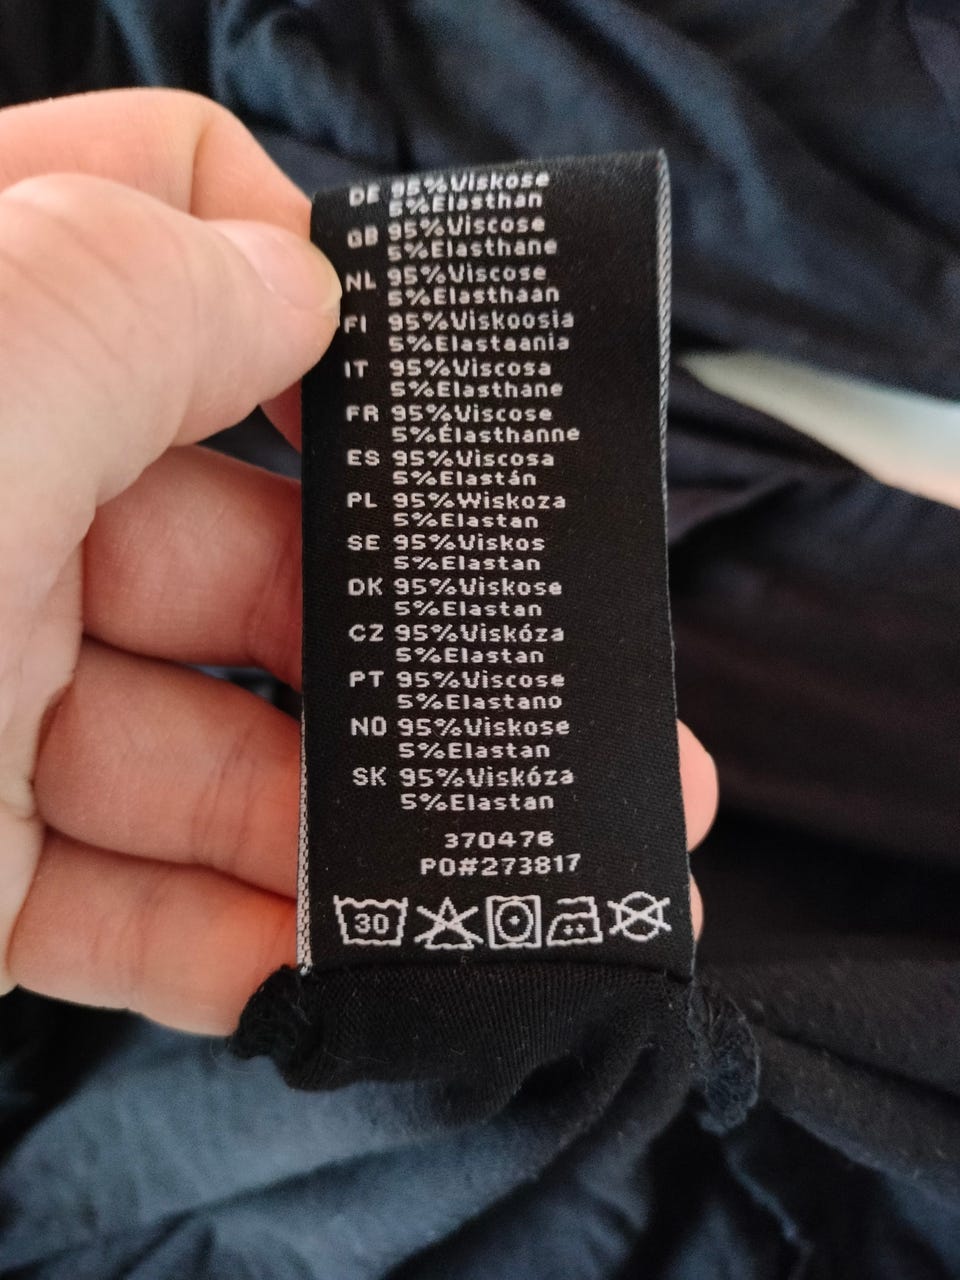 DE 95%Viskose
5%Elasthan
GB 95%Viscose
5%Elasthane
NL 95%Viscose
5%Elasthaan
FI 95%Viskoosia
5%Elastaania
IT 95%Viscosa
5%Elasthane
FR 95%Viscose
5%Élasthanne
ES 95%Viscosa
5%Elastán
PL 95%Wiskoza
5%Elastan
SE 95%Viskos
5%Elastan
DK 95%Viskose
5%Elastan
CZ 95%Viskóza
5%Elastan
PT 95%Viscose
5%Elastano
NO 95%Viskose
5%Elastan
SK 95%Viskóza
5%Elastan
370476
PO#273817
30